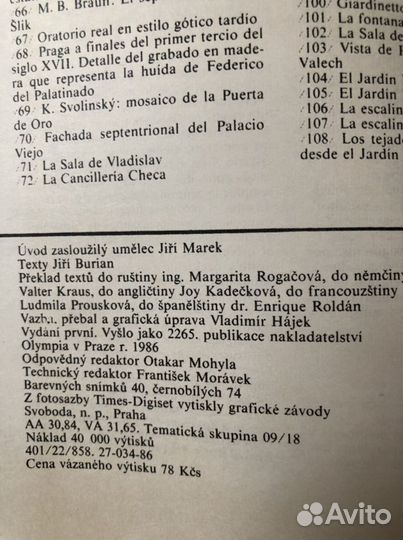 66 M. B. Braun: El
Šlik
67 Oratorio real en estilo gótico tardío
68 Praga a finales del primer tercio del
siglo XVII. Detalle del grabado en made-
ra que representa la huida de Federico
del Palatinado
69 K. Svolinský: mosaico de la Puerta
de Oro
70 Fachada septentrional del Palacio
Viejo
71 La Sala de Vladislav
72 La Cancillería Checa
100 Giardinetto
101 La fontana
102 La Sala de
103 Vista de
Valech
104 El Jardín
105 El Jardín
106 La escalin
107 La escalin
108 Los tejado
desde el Jardín
Úvod zasloužilý umělec Jiří Marek
Texty Jiří Burian
Překlad textů do ruštiny ing. Margarita Rogačová, do němčiny
Valter Kraus, do angličtiny Joy Kadečková, do francouzštiny
Ludmila Prousková, do španělštiny dr. Enrique Roldán
Vazba, přebal a grafická úprava Vladimír Hájek
Vydání první. Vyšlo jako 2265. publikace nakladatelství
Olympia v Praze r. 1986
Odpovědný redaktor Otakar Mohyla
Technický redaktor František Morávek
Barevných snímků 40, černobílých 74
Z fotosazby Times-Digiset vytiskly grafické závody
Svoboda, n. p., Praha
AA 30,84, VA 31,65. Tematická skupina 09/18
Náklad 40 000 výtisků
401/22/858. 27-034-86
Cena vázaného výtisku 78 Kčs
Avito